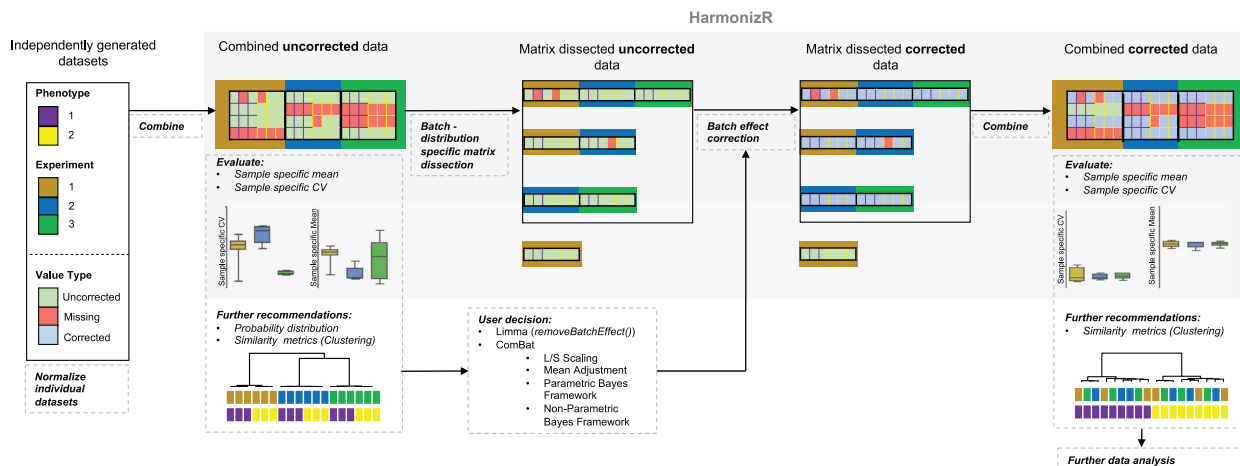 HarmonizR
Independently generated
datasets
Phenotype
1
2
Experiment
1
2
3
Value Type
Uncorrected
Missing
Corrected
Normalize
individual
datasets
Combine
Combined uncorrected data
Evaluate:
• Sample specific mean
• Sample specific CV
Sample specific CV
Sample specific Mean
Further recommendations:
• Probability distribution
• Similarity metrics (Clustering)
Batch -
distribution
specific matrix
dissection
Matrix dissected uncorrected
data
User decision:
• Limma (removeBatchEffect())
• ComBat
• L/S Scaling
• Mean Adjustment
• Parametric Bayes
Framework
• Non-Parametric
Bayes Framework
Batch effect
correction
Matrix dissected corrected
data
Combine
Combined corrected data
Evaluate:
• Sample specific mean
• Sample specific CV
Sample specific CV
Sample specific Mean
Further recommendations:
• Similarity metrics (Clustering)
Further data analysis